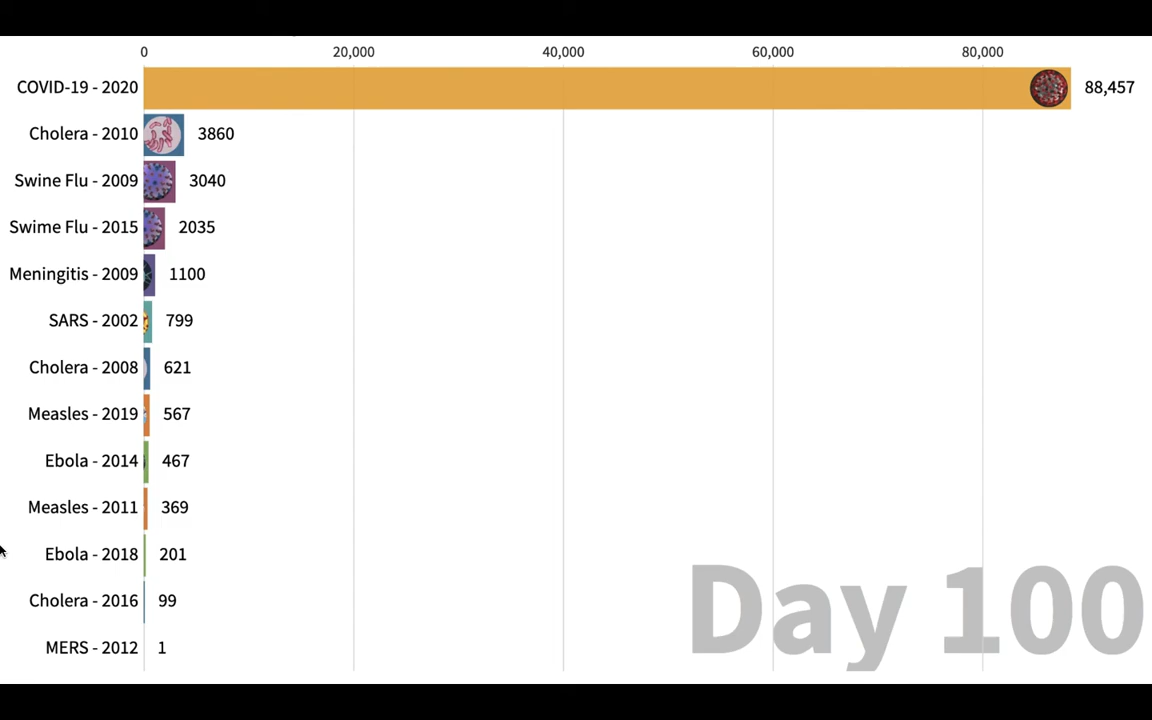 0 20,000 40,000 60,000 80,000
COVID-19 - 2020 88,457
Cholera - 2010 3860
Swine Flu - 2009 3040
Swime Flu - 2015 2035
Meningitis - 2009 1100
SARS - 2002 799
Cholera - 2008 621
Measles - 2019 567
Ebola - 2014 467
Measles - 2011 369
Ebola - 2018 201
Cholera - 2016 99
MERS - 2012 1
Day 100